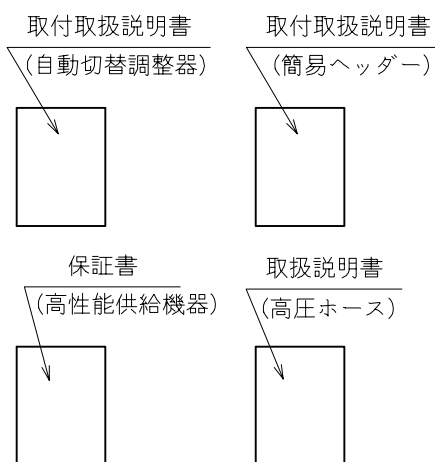 取付取扱説明書
(自動切替調整器)
取付取扱説明書
(簡易ヘッダー)
保証書
(高性能供給機器)
取扱説明書
(高圧ホース)